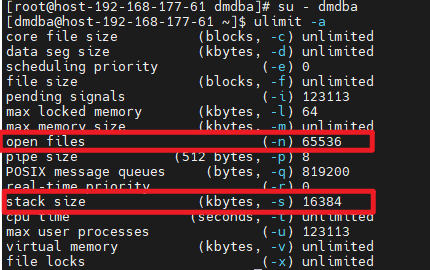 [root@host-192-168-177-61 dmdba]# su - dmdba
[dmdba@host-192-168-177-61 ~]$ ulimit -a
core file size (blocks, -c) unlimited
data seg size (kbytes, -d) unlimited
scheduling priority (-e) 0
file size (blocks, -f) unlimited
pending signals (-i) 123113
max locked memory (kbytes, -l) 64
max memory size (kbytes, -m) unlimited
open files (-n) 65536
pipe size (512 bytes, -p) 8
POSIX message queues (bytes, -q) 819200
real-time priority (-r) 0
stack size (kbytes, -s) 16384
cpu time (seconds, -t) unlimited
max user processes (-u) 123113
virtual memory (kbytes, -v) unlimited
file locks (-x) unlimited